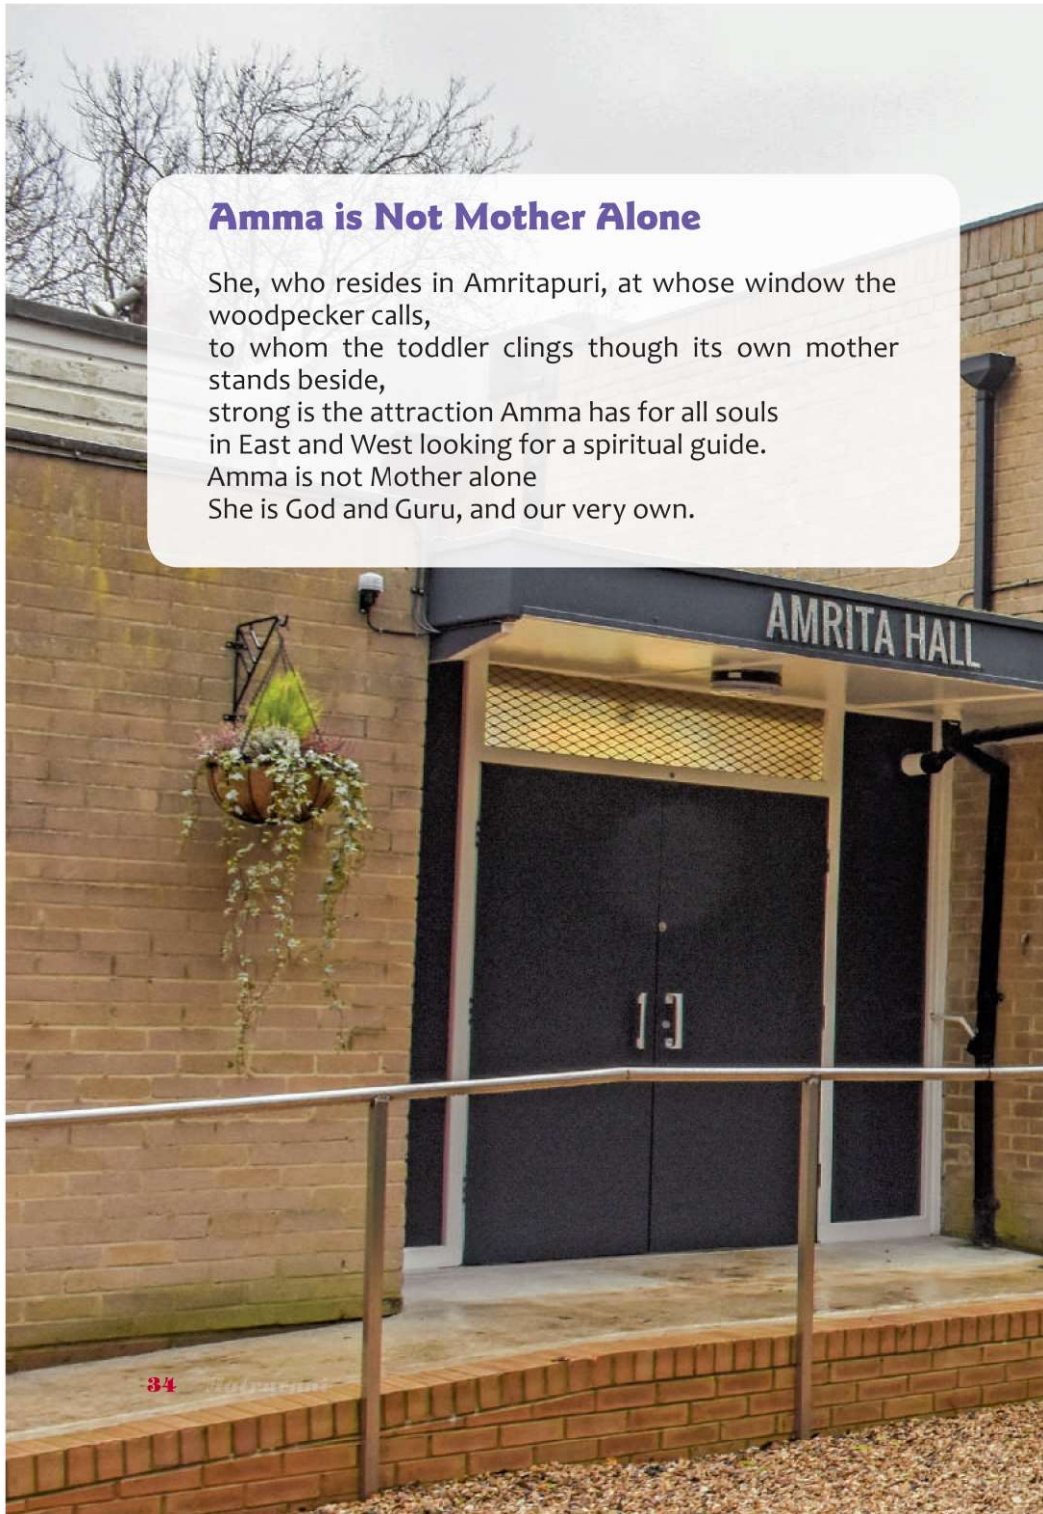 Amma is Not Mother Alone
She, who resides in Amritapuri, at whose window the
woodpecker calls,
to whom the toddler clings though its own mother
stands beside,
strong is the attraction Amma has for all souls
in East and West looking for a spiritual guide.
Amma is not Mother alone
She is God and Guru, and our very own.
AMRITA HALL
34